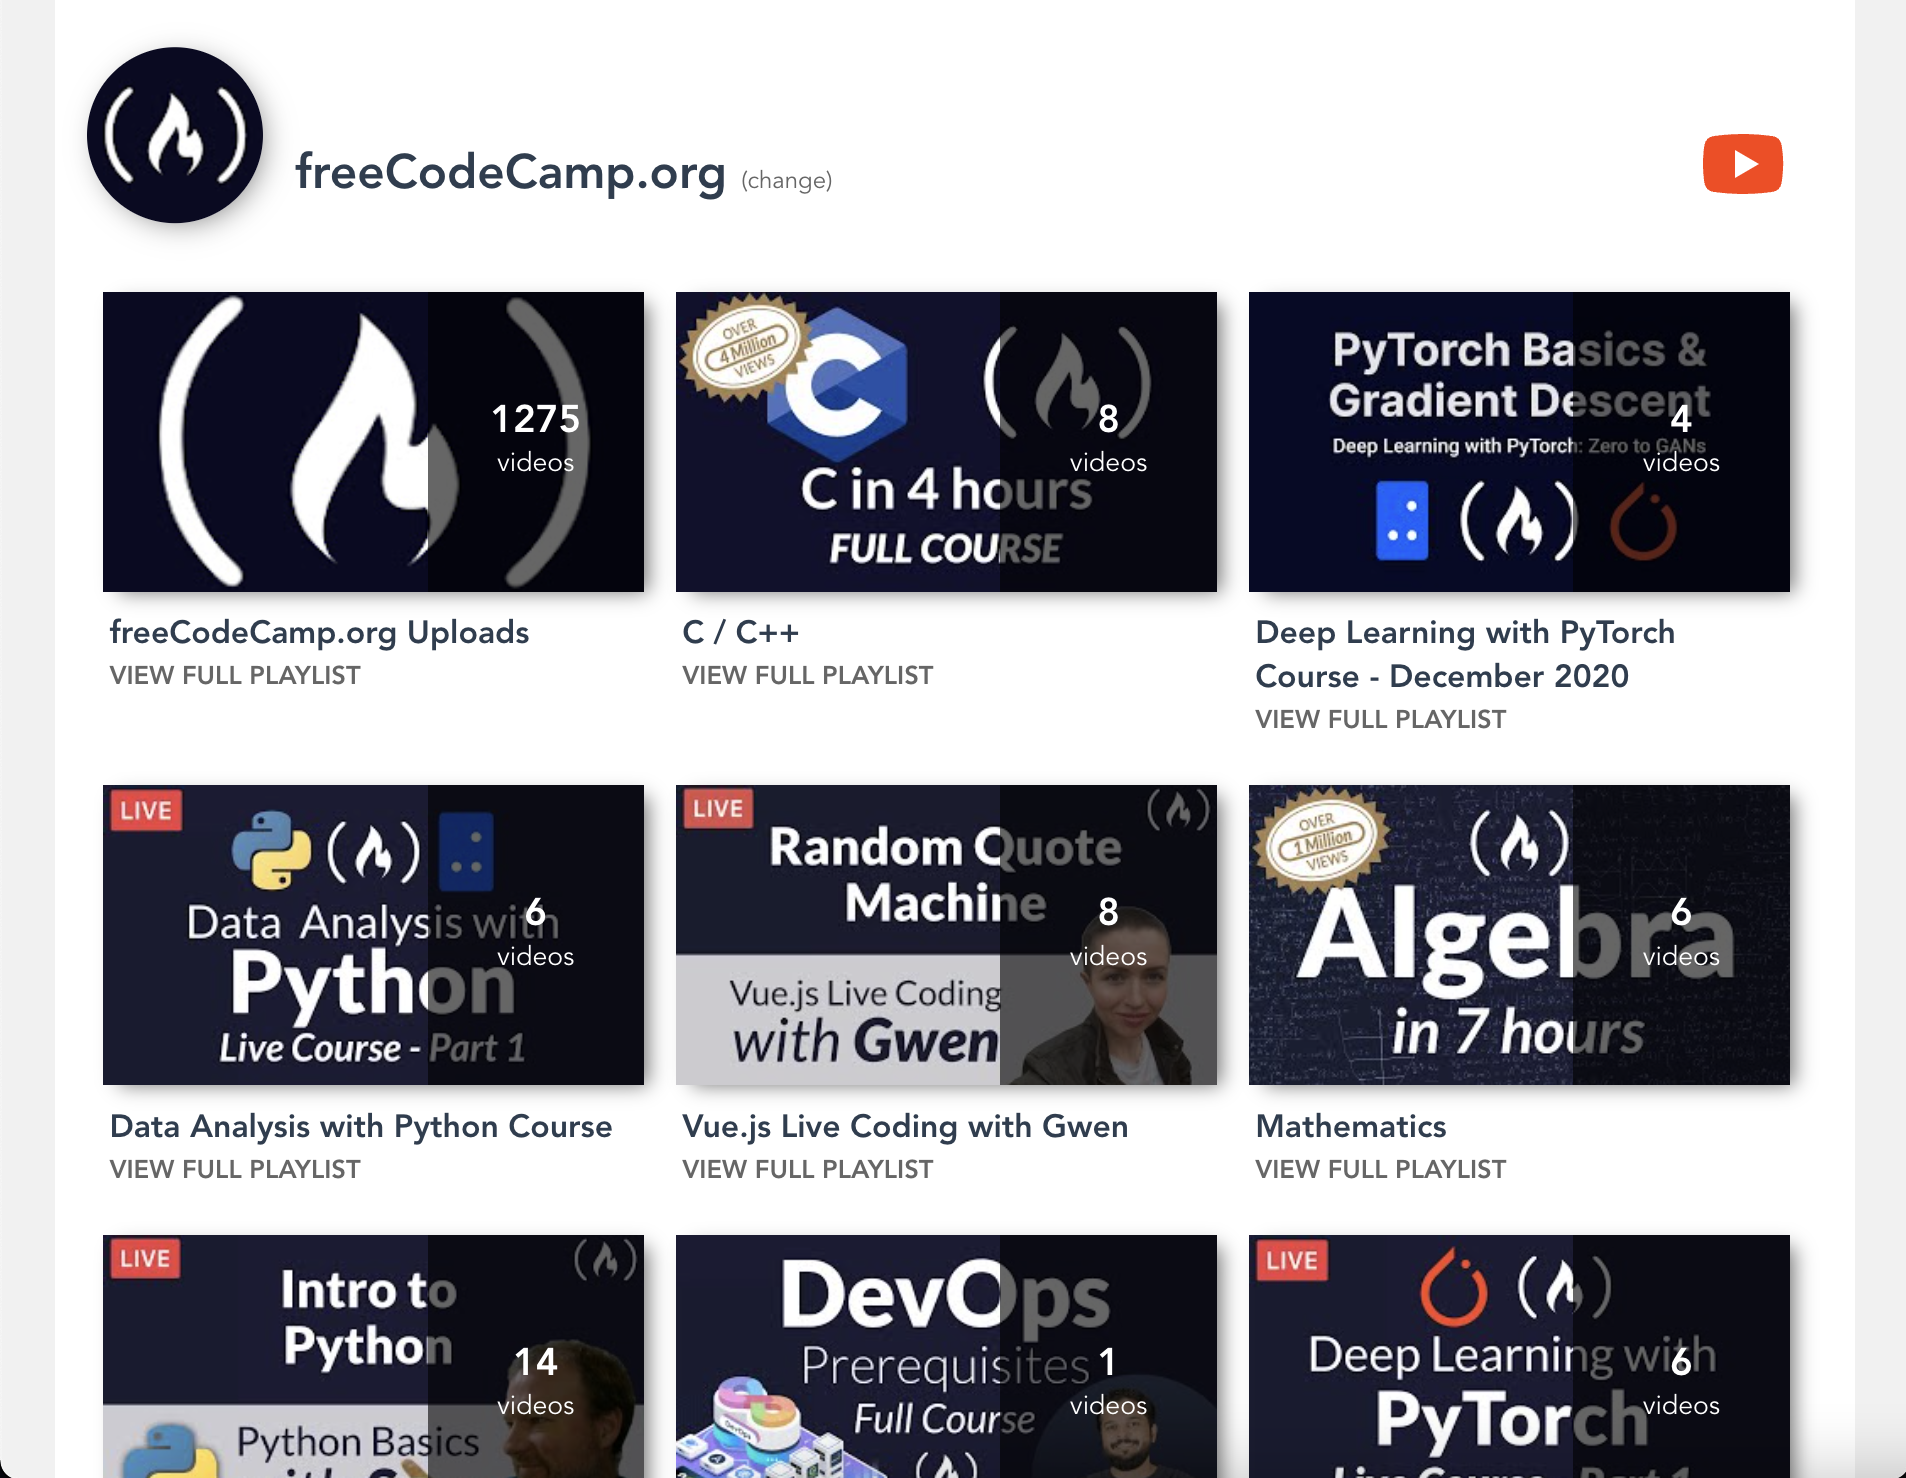 freeCodeCamp.org (change)
1275
videos
freeCodeCamp.org Uploads
VIEW FULL PLAYLIST
OVER
4 Million
VIEWS
C
C in 4 hours
FULL COURSE
8
videos
C / C++
VIEW FULL PLAYLIST
PyTorch Basics &
Gradient Descent
Deep Learning with PyTorch: Zero to GANs
4
videos
Deep Learning with PyTorch
Course - December 2020
VIEW FULL PLAYLIST
LIVE
Data Analysis with
Python
Live Course - Part 1
6
videos
Data Analysis with Python Course
VIEW FULL PLAYLIST
LIVE
Random Quote
Machine
Vue.js Live Coding
with Gwen
8
videos
Vue.js Live Coding with Gwen
VIEW FULL PLAYLIST
OVER
1 Million
VIEWS
Algebra
in 7 hours
6
videos
Mathematics
VIEW FULL PLAYLIST
LIVE
Intro to
Python
Python Basics
14
videos
DevOps
Prerequisites
Full Course
DevOps
1
videos
LIVE
Deep Learning with
PyTorch
Live Course - Part 1
6
videos